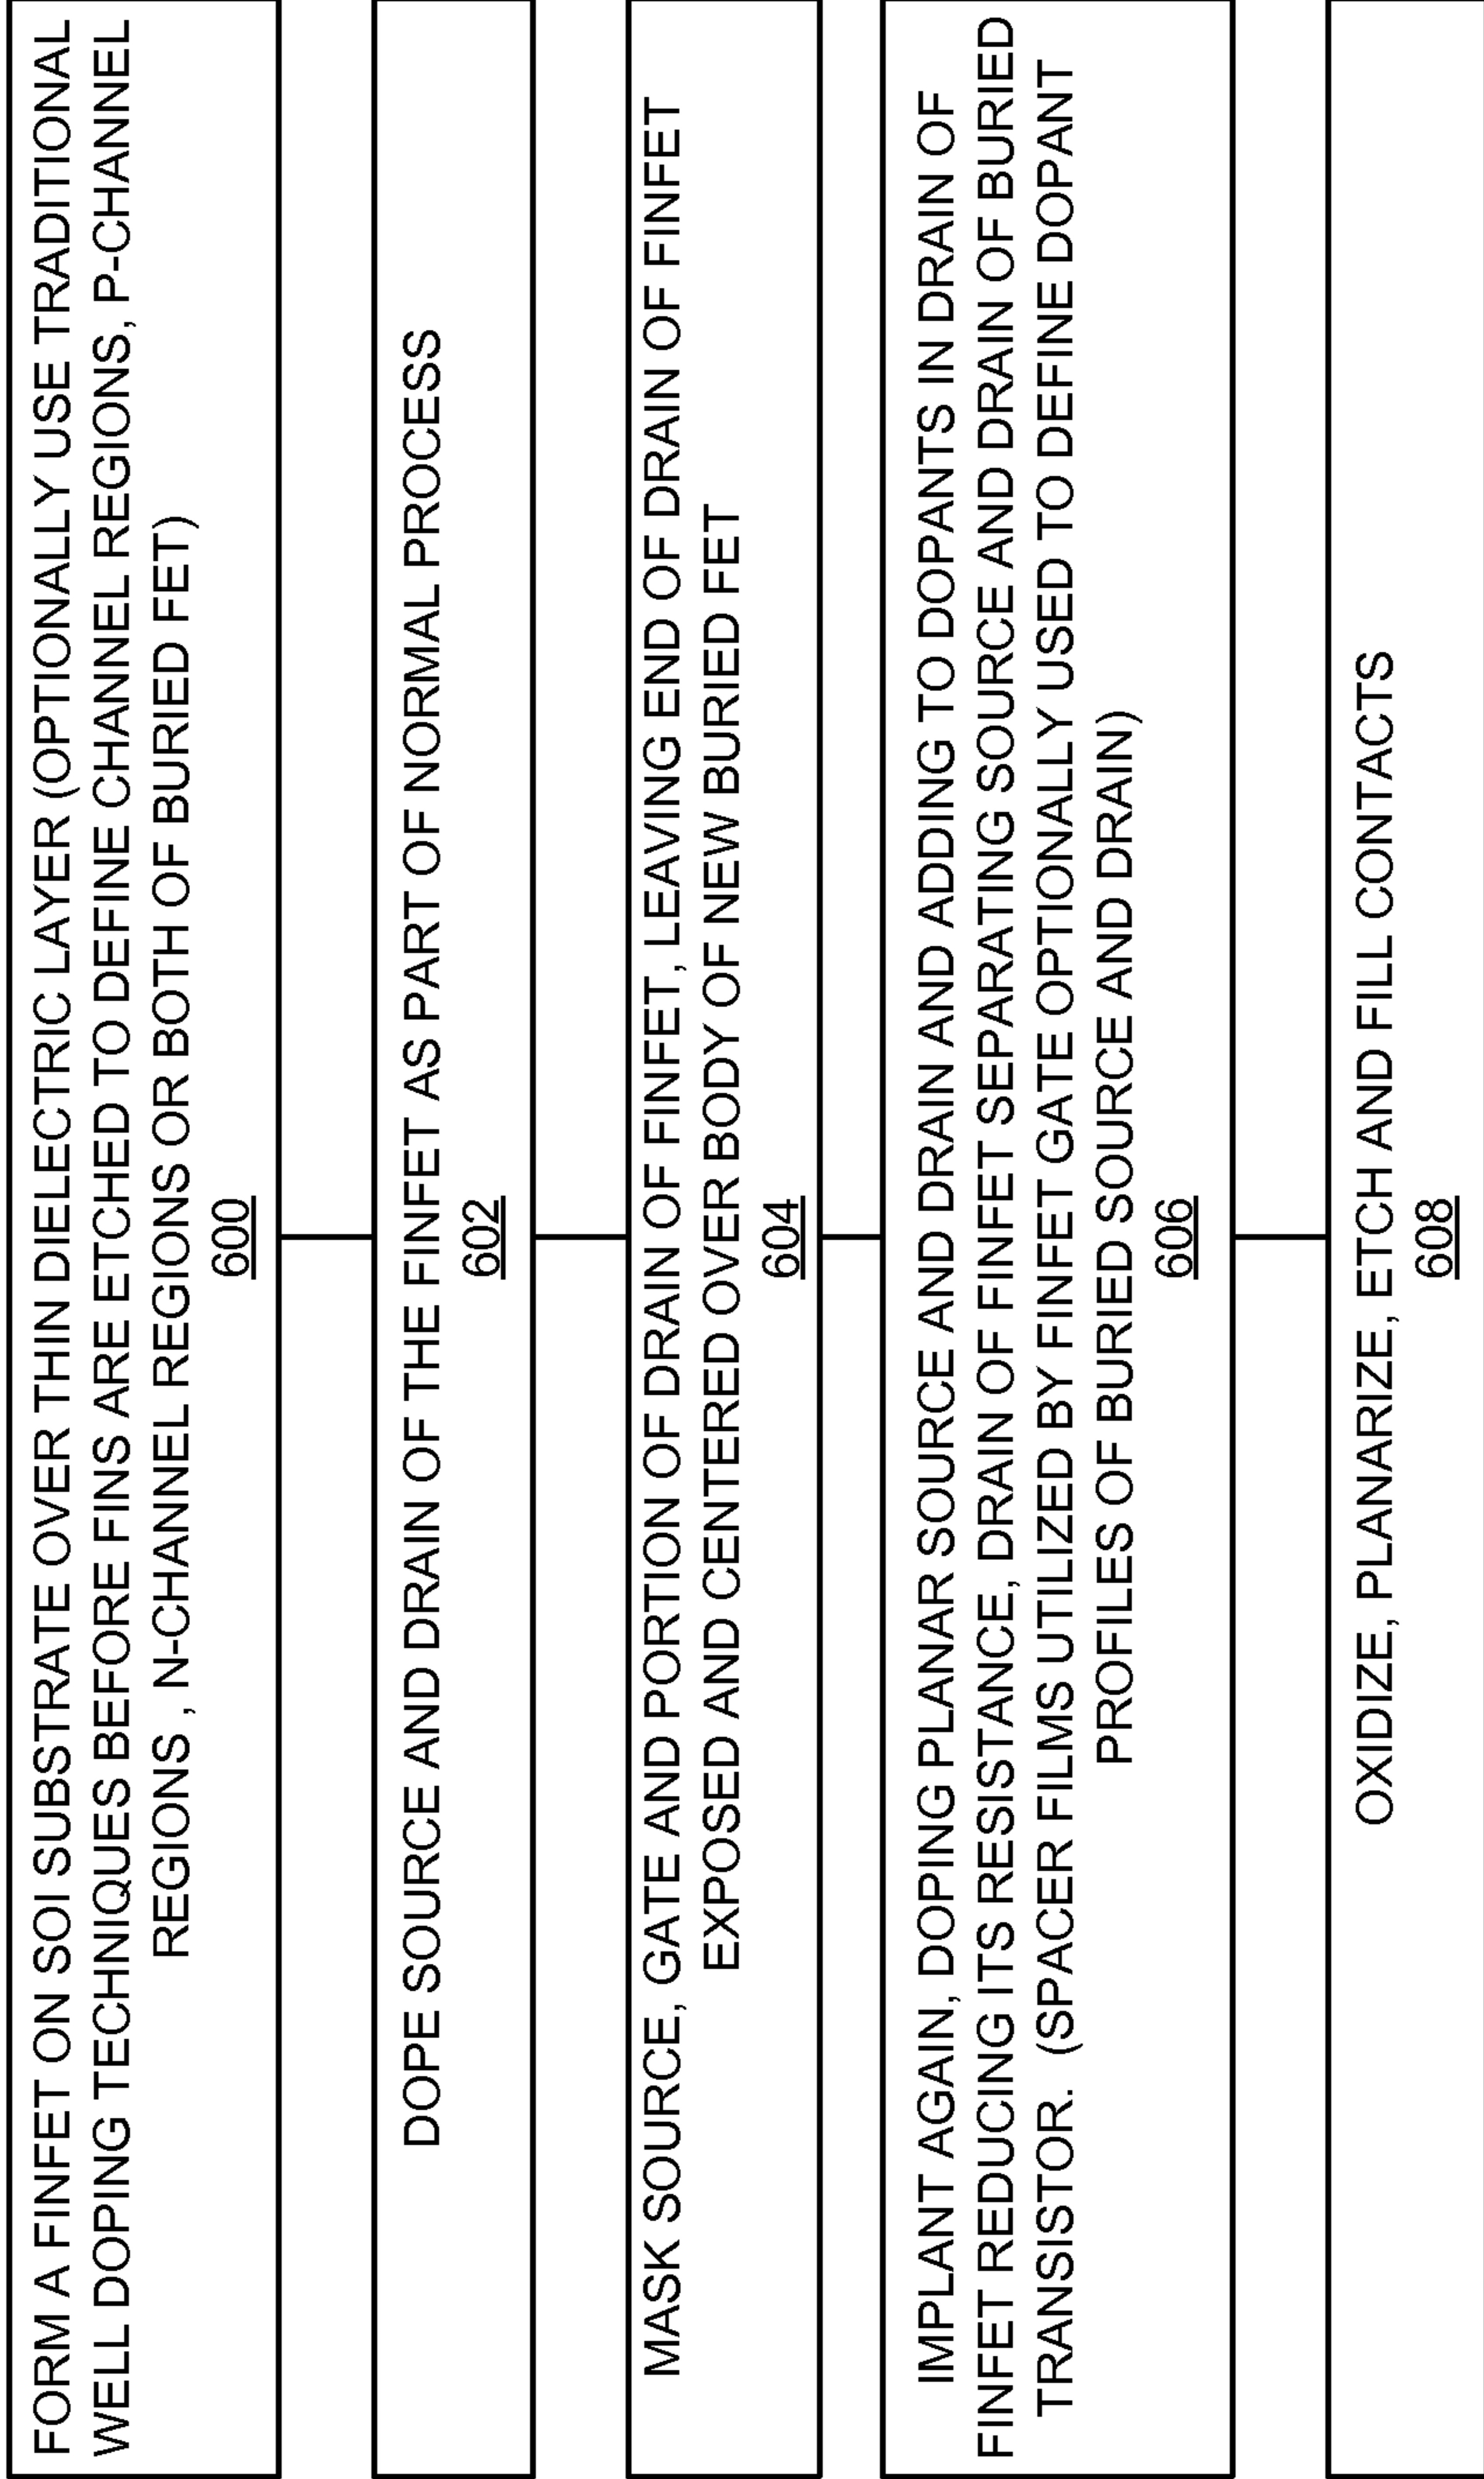 FORM A FINFET ON SOI SUBSTRATE OVER THIN DIELECTRIC LAYER (OPTIONALLY USE TRADITIONAL
WELL DOPING TECHNIQUES BEFORE FINS ARE ETCHED TO DEFINE CHANNEL REGIONS, P-CHANNEL
REGIONS , N-CHANNEL REGIONS OR BOTH OF BURIED FET)
600
DOPE SOURCE AND DRAIN OF THE FINFET AS PART OF NORMAL PROCESS
602
MASK SOURCE, GATE AND PORTION OF DRAIN OF FINFET, LEAVING END OF DRAIN OF FINFET
EXPOSED AND CENTERED OVER BODY OF NEW BURIED FET
604
IMPLANT AGAIN, DOPING PLANAR SOURCE AND DRAIN AND ADDING TO DOPANTS IN DRAIN OF
FINFET REDUCING ITS RESISTANCE, DRAIN OF FINFET SEPARATING SOURCE AND DRAIN OF BURIED
TRANSISTOR. (SPACER FILMS UTILIZED BY FINFET GATE OPTIONALLY USED TO DEFINE DOPANT
PROFILES OF BURIED SOURCE AND DRAIN)
606
OXIDIZE, PLANARIZE, ETCH AND FILL CONTACTS
608